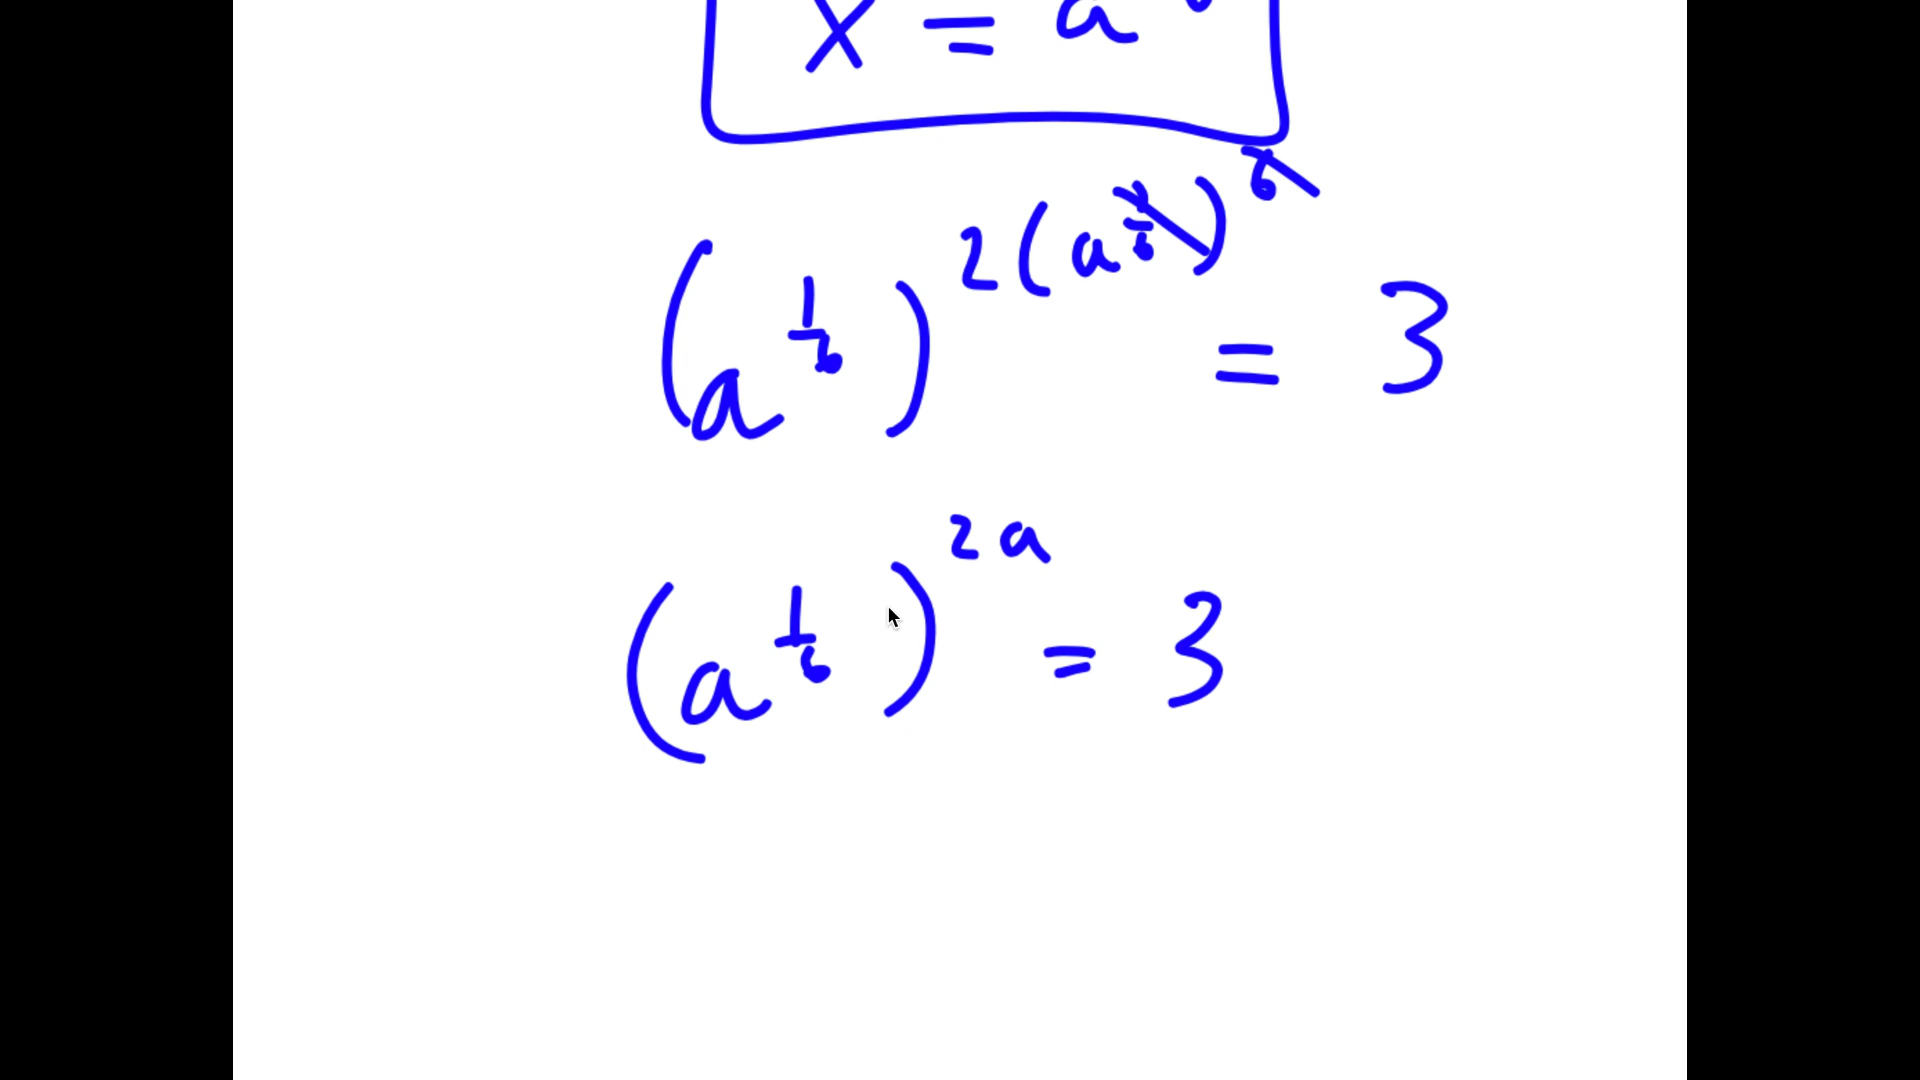 x = a
(a^(1/6))^(2(a^(1/6))^6) = 3
(a^(1/6))^(2a) = 3